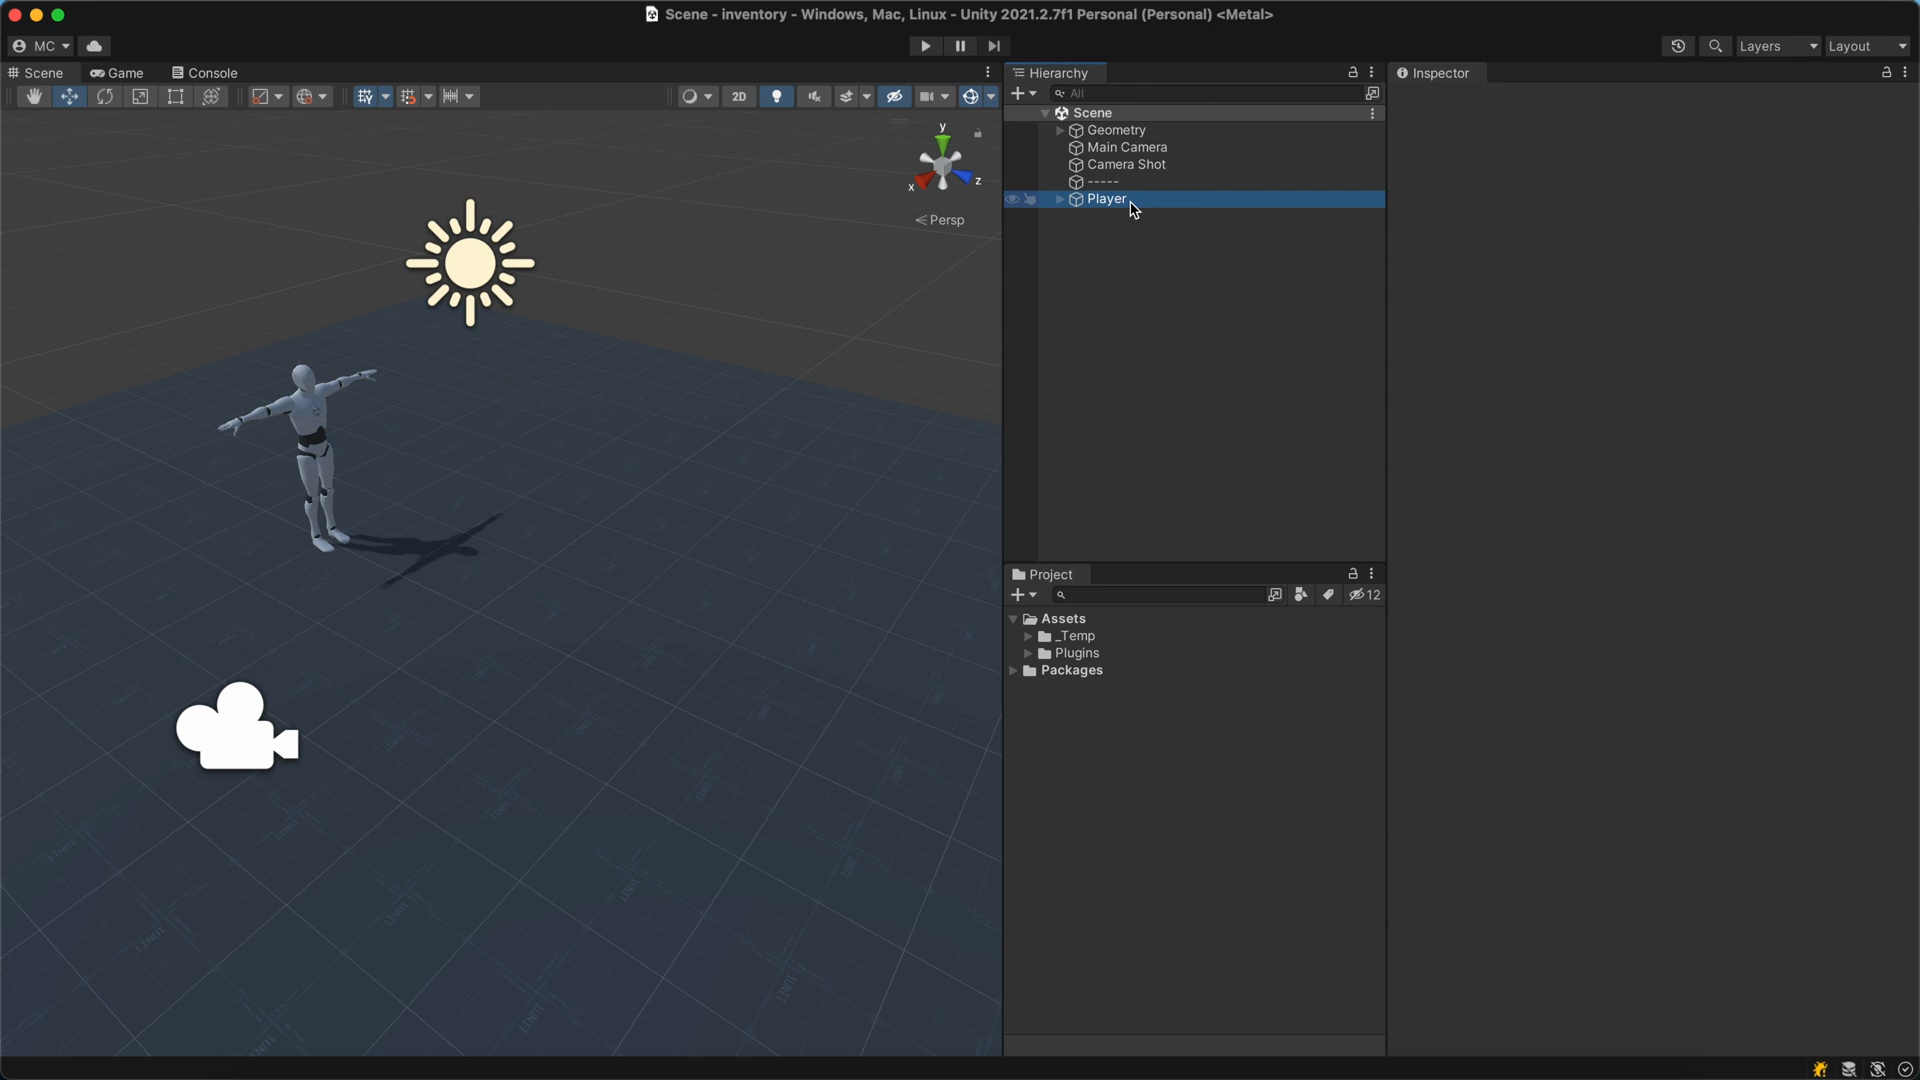 Scene - inventory - Windows, Mac, Linux - Unity 2021.2.7f1 Personal (Personal) <Metal>
MC
Layers
Layout
Scene
Game
Console
2D
y
x
z
Persp
Hierarchy
All
Scene
Geometry
Main Camera
Camera Shot
-----
Player
Project
12
Assets
_Temp
Plugins
Packages
Inspector